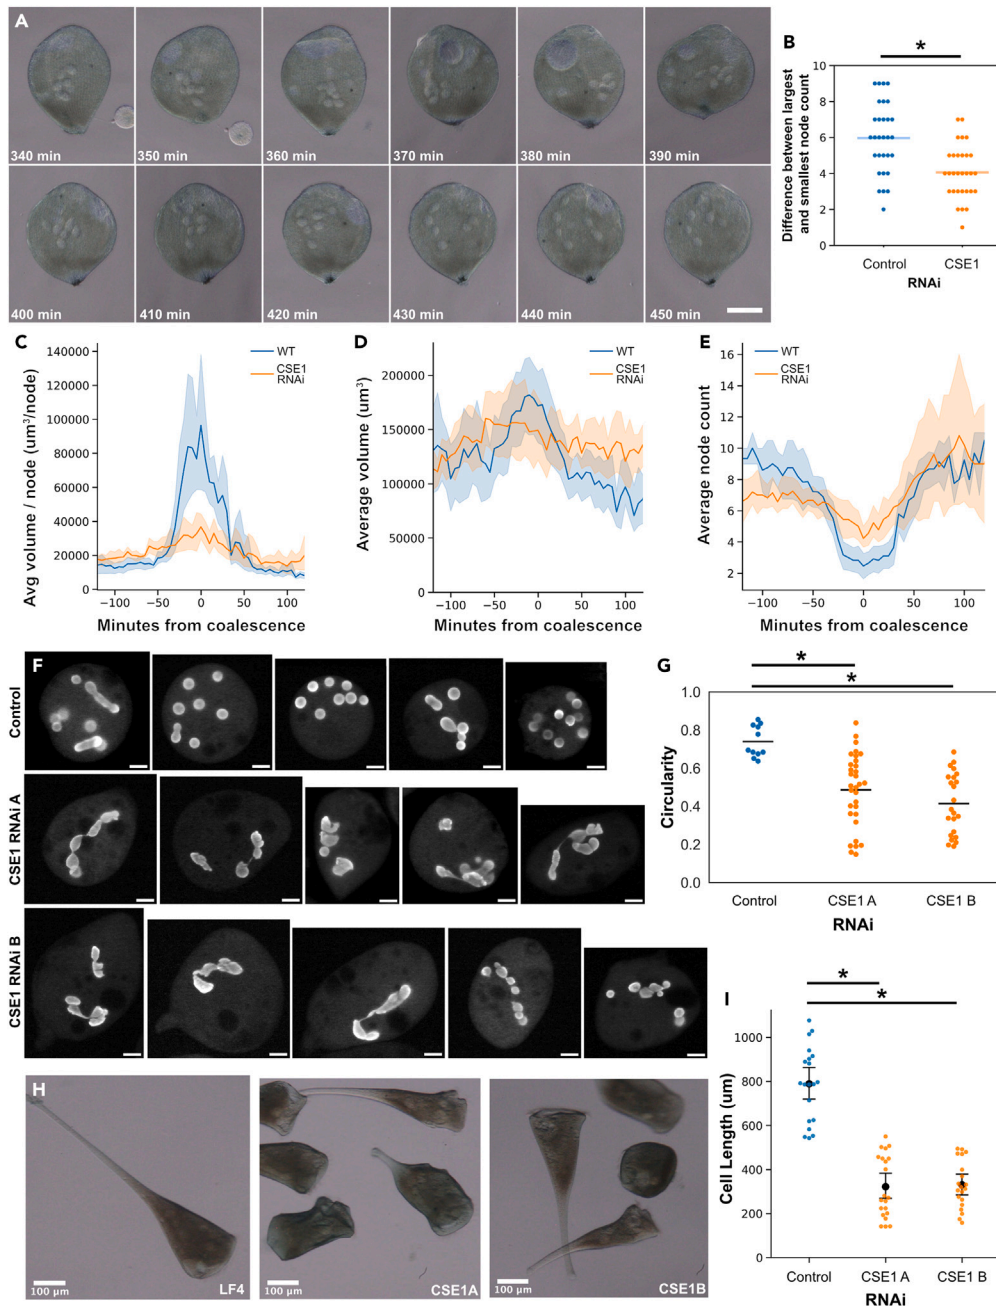 A
340 min
350 min
360 min
370 min
380 min
390 min
400 min
410 min
420 min
430 min
440 min
450 min
B
*
Difference between largest
and smallest node count
10
8
6
4
2
0
Control
CSE1
RNAi
C
WT
CSE1
RNAi
Avg volume / node (um³/node)
140000
120000
100000
80000
60000
40000
20000
0
−100
−50
0
50
100
Minutes from coalescence
D
WT
CSE1
RNAi
Average volume (um³)
200000
150000
100000
50000
0
−100
−50
0
50
100
Minutes from coalescence
E
WT
CSE1
RNAi
Average node count
16
14
12
10
8
6
4
2
−100
−50
0
50
100
Minutes from coalescence
F
Control
CSE1 RNAi A
CSE1 RNAi B
G
*
*
Circularity
1.0
0.8
0.6
0.4
0.2
0.0
Control
CSE1 A
CSE1 B
RNAi
H
100 µm
LF4
100 µm
CSE1A
100 µm
CSE1B
I
*
*
Cell Length (um)
1000
800
600
400
200
0
Control
CSE1 A
CSE1 B
RNAi